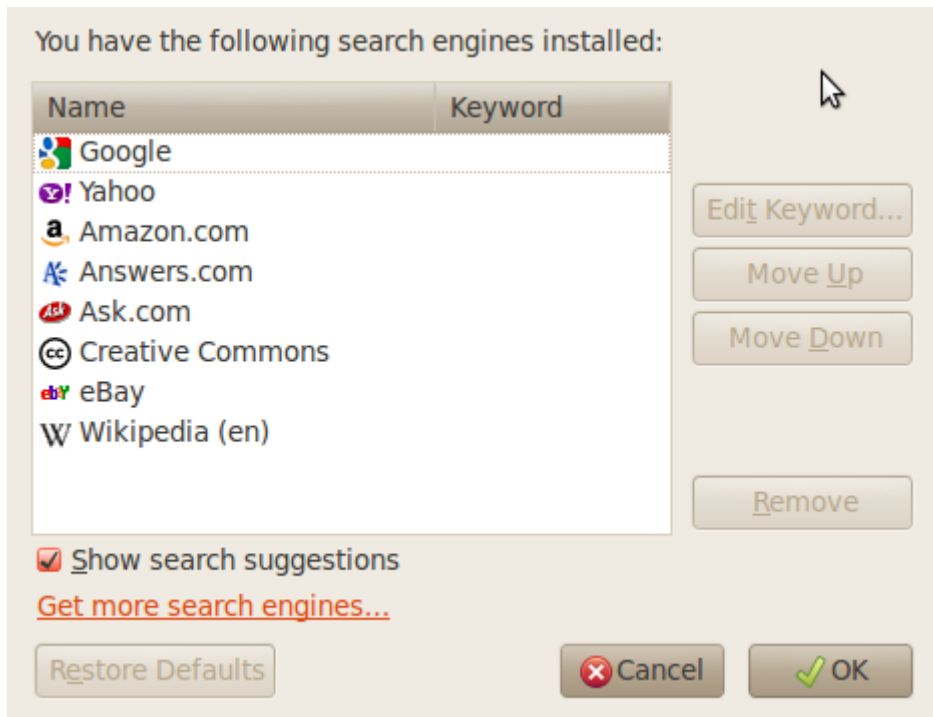 You have the following search engines installed:
Name Keyword
Google
Yahoo
Amazon.com
Answers.com
Ask.com
Creative Commons
eBay
Wikipedia (en)
Edit Keyword...
Move Up
Move Down
Remove
Show search suggestions
Get more search engines...
Restore Defaults Cancel OK